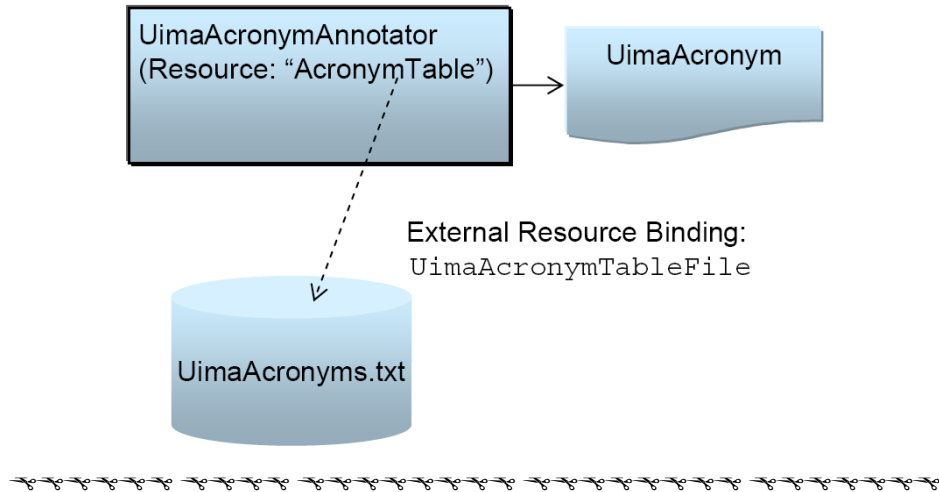 UimaAcronymAnnotator
(Resource: “AcronymTable”)
UimaAcronym
External Resource Binding:
UimaAcronymTableFile
UimaAcronyms.txt